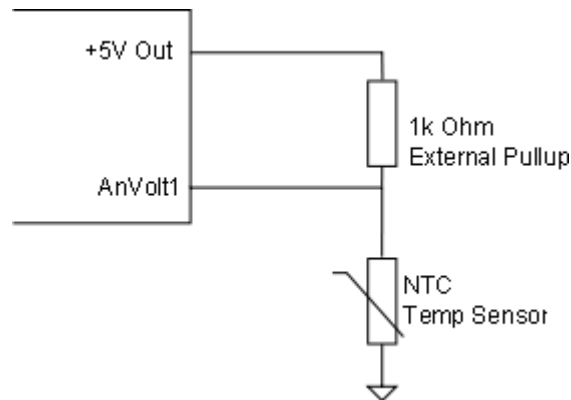 +5V Out
1k Ohm
External Pullup
AnVolt1
NTC
Temp Sensor